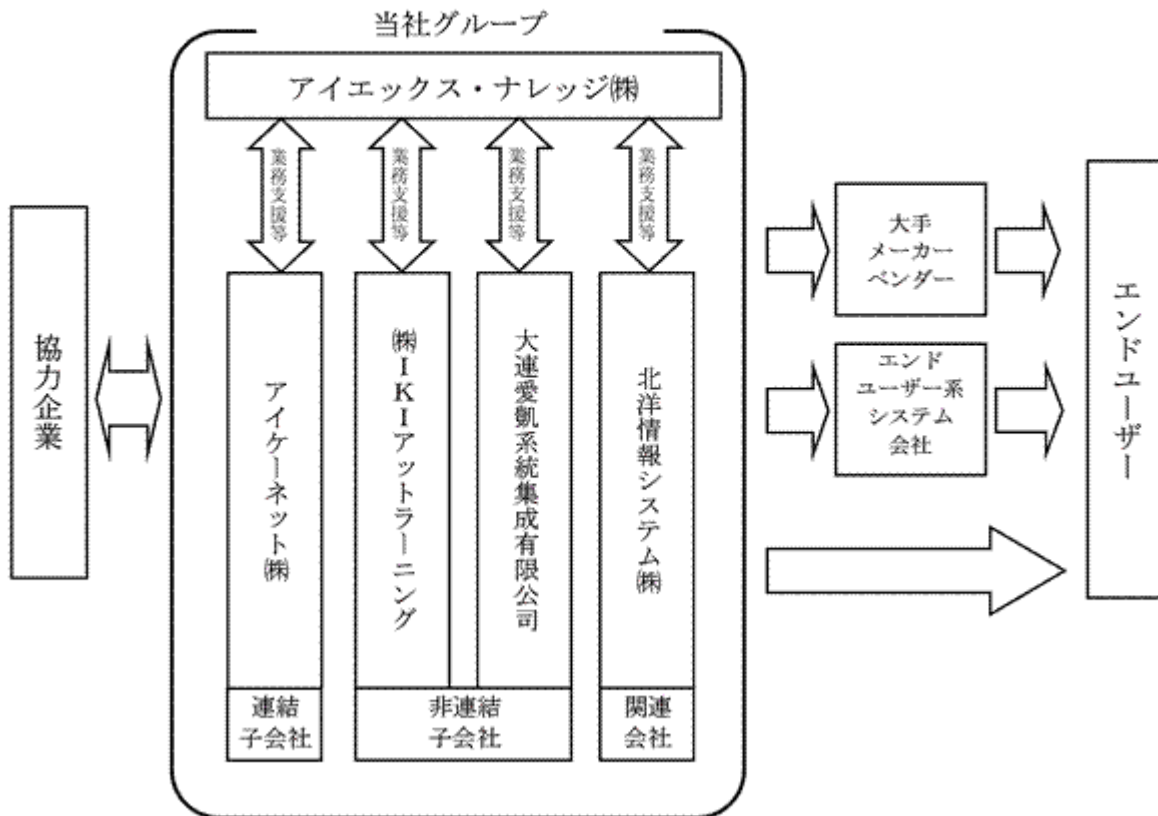 当社グループ
アイエックス・ナレッジ㈱
業務支援等
業務支援等
業務支援等
業務支援等
協力企業
アイケーネット㈱
㈱IKIアットラーニング
大連愛凱系統集成有限公司
北洋情報システム㈱
連結
子会社
非連結
子会社
関連
会社
大手
メーカー
ベンダー
エンド
ユーザー系
システム
会社
エンドユーザー